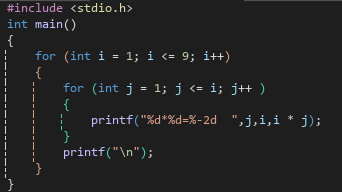 #include <stdio.h>
int main()
{
    for (int i = 1; i <= 9; i++)
    {
        for (int j = 1; j <= i; j++ )
        {
            printf("%d*%d=%-2d  ",j,i,i * j);
        }
        printf("\n");
    }
}